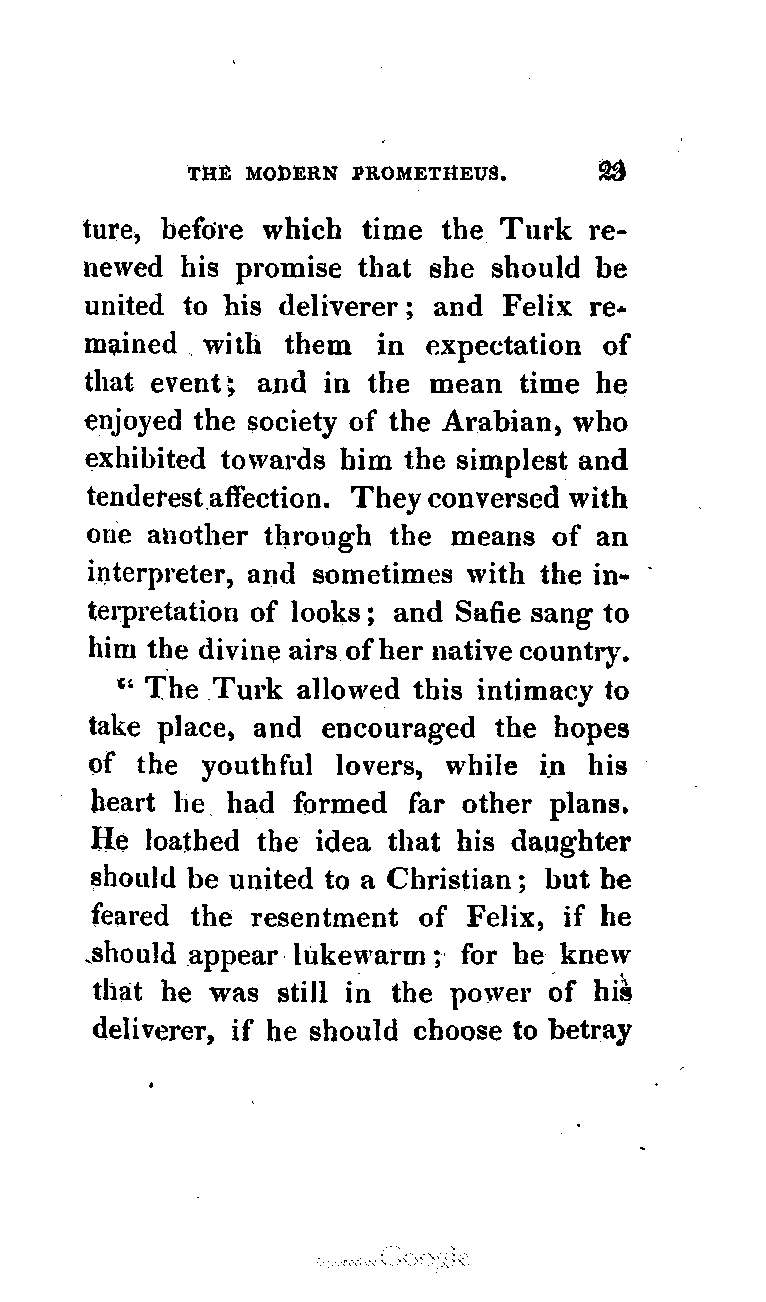 THE MODERN PROMETHEUS. 23
ture, before which time the Turk re-
newed his promise that she should be
united to his deliverer; and Felix re-
mained with them in expectation of
that event; and in the mean time he
enjoyed the society of the Arabian, who
exhibited towards him the simplest and
tenderest affection. They conversed with
one another through the means of an
interpreter, and sometimes with the in-
terpretation of looks; and Safie sang to
him the divine airs of her native country.
“ The Turk allowed this intimacy to
take place, and encouraged the hopes
of the youthful lovers, while in his
heart he had formed far other plans.
He loathed the idea that his daughter
should be united to a Christian; but he
feared the resentment of Felix, if he
should appear lukewarm; for he knew
that he was still in the power of his
deliverer, if he should choose to betray
Google